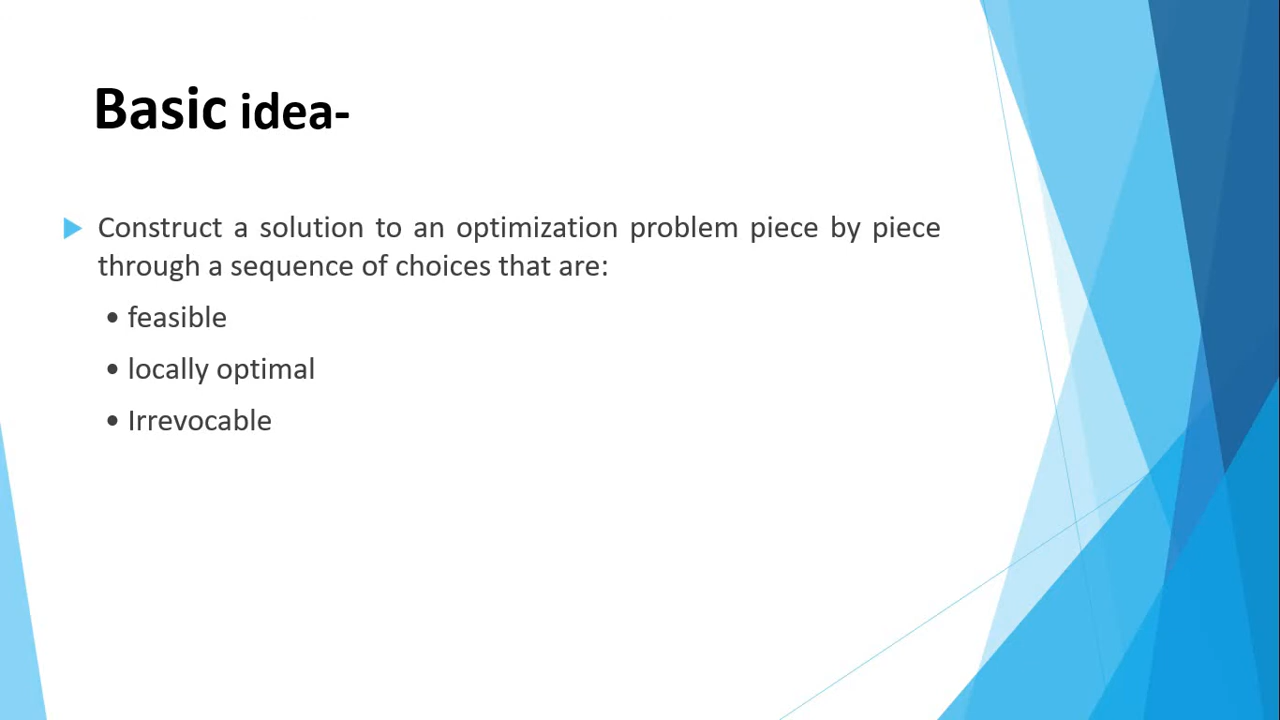 Basic idea-
Construct a solution to an optimization problem piece by piece
through a sequence of choices that are:
• feasible
• locally optimal
• Irrevocable